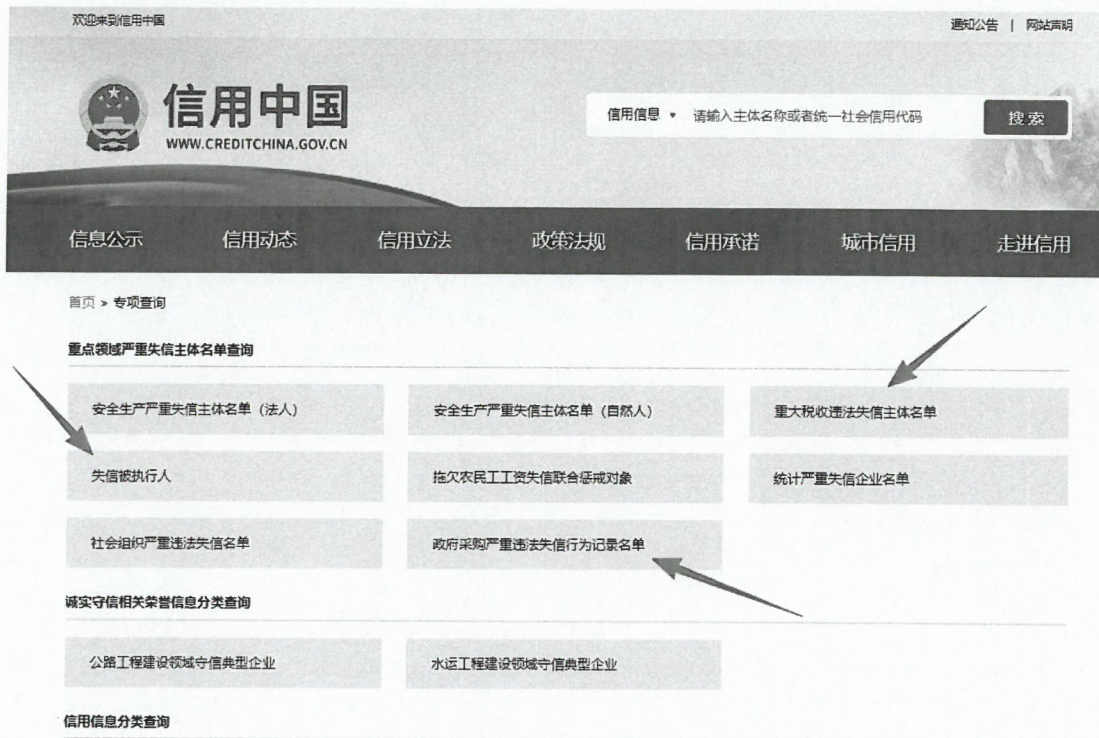 欢迎来到信用中国
通知公告 | 网站声明
信用中国
WWW.CREDITCHINA.GOV.CN
信用信息 ▾ 请输入主体名称或者统一社会信用代码 搜索
信息公示 信用动态 信用立法 政策法规 信用承诺 城市信用 走进信用
首页 > 专项查询
重点领域严重失信主体名单查询
安全生产严重失信主体名单（法人） 安全生产严重失信主体名单（自然人） 重大税收违法失信主体名单
失信被执行人 拖欠农民工工资失信联合惩戒对象 统计严重失信企业名单
社会组织严重违法失信名单 政府采购严重违法失信行为记录名单
诚实守信相关荣誉信息分类查询
公路工程建设领域守信典型企业 水运工程建设领域守信典型企业
信用信息分类查询